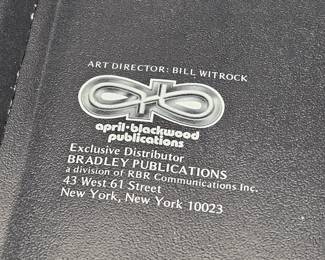 ART DIRECTOR: BILL WITROCK
april·blackwood
publications
Exclusive Distributor
BRADLEY PUBLICATIONS
a division of RBR Communications Inc.
43 West 61 Street
New York, New York 10023